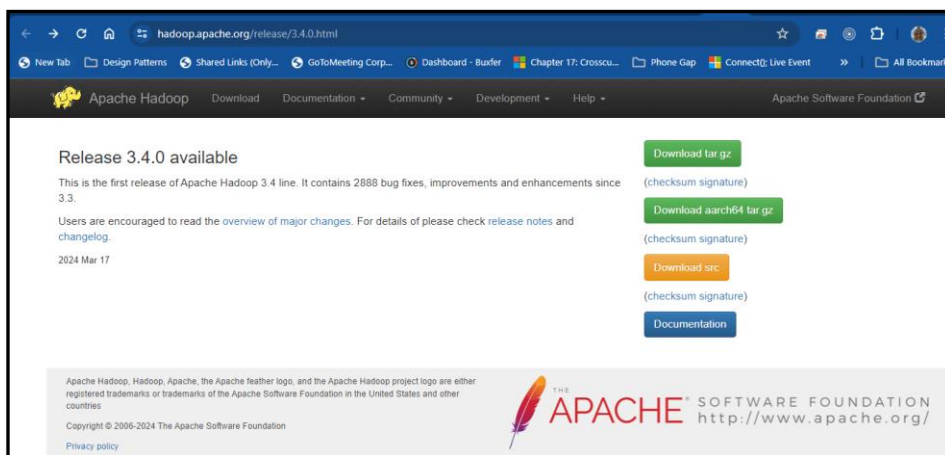 hadoop.apache.org/release/3.4.0.html
New Tab Design Patterns Shared Links (Only... GoToMeeting Corp... Dashboard - Buxfer Chapter 17: Crosscu... Phone Gap Connect(); Live Event » All Bookmar
Apache Hadoop Download Documentation Community Development Help Apache Software Foundation
Release 3.4.0 available
This is the first release of Apache Hadoop 3.4 line. It contains 2888 bug fixes, improvements and enhancements since
3.3.
Users are encouraged to read the overview of major changes. For details of please check release notes and
changelog.
2024 Mar 17
Download tar.gz
(checksum signature)
Download aarch64 tar.gz
(checksum signature)
Download src
(checksum signature)
Documentation
Apache Hadoop, Hadoop, Apache, the Apache feather logo, and the Apache Hadoop project logo are either
registered trademarks or trademarks of the Apache Software Foundation in the United States and other
countries
Copyright © 2006-2024 The Apache Software Foundation
Privacy policy
THE
APACHE® SOFTWARE FOUNDATION
http://www.apache.org/